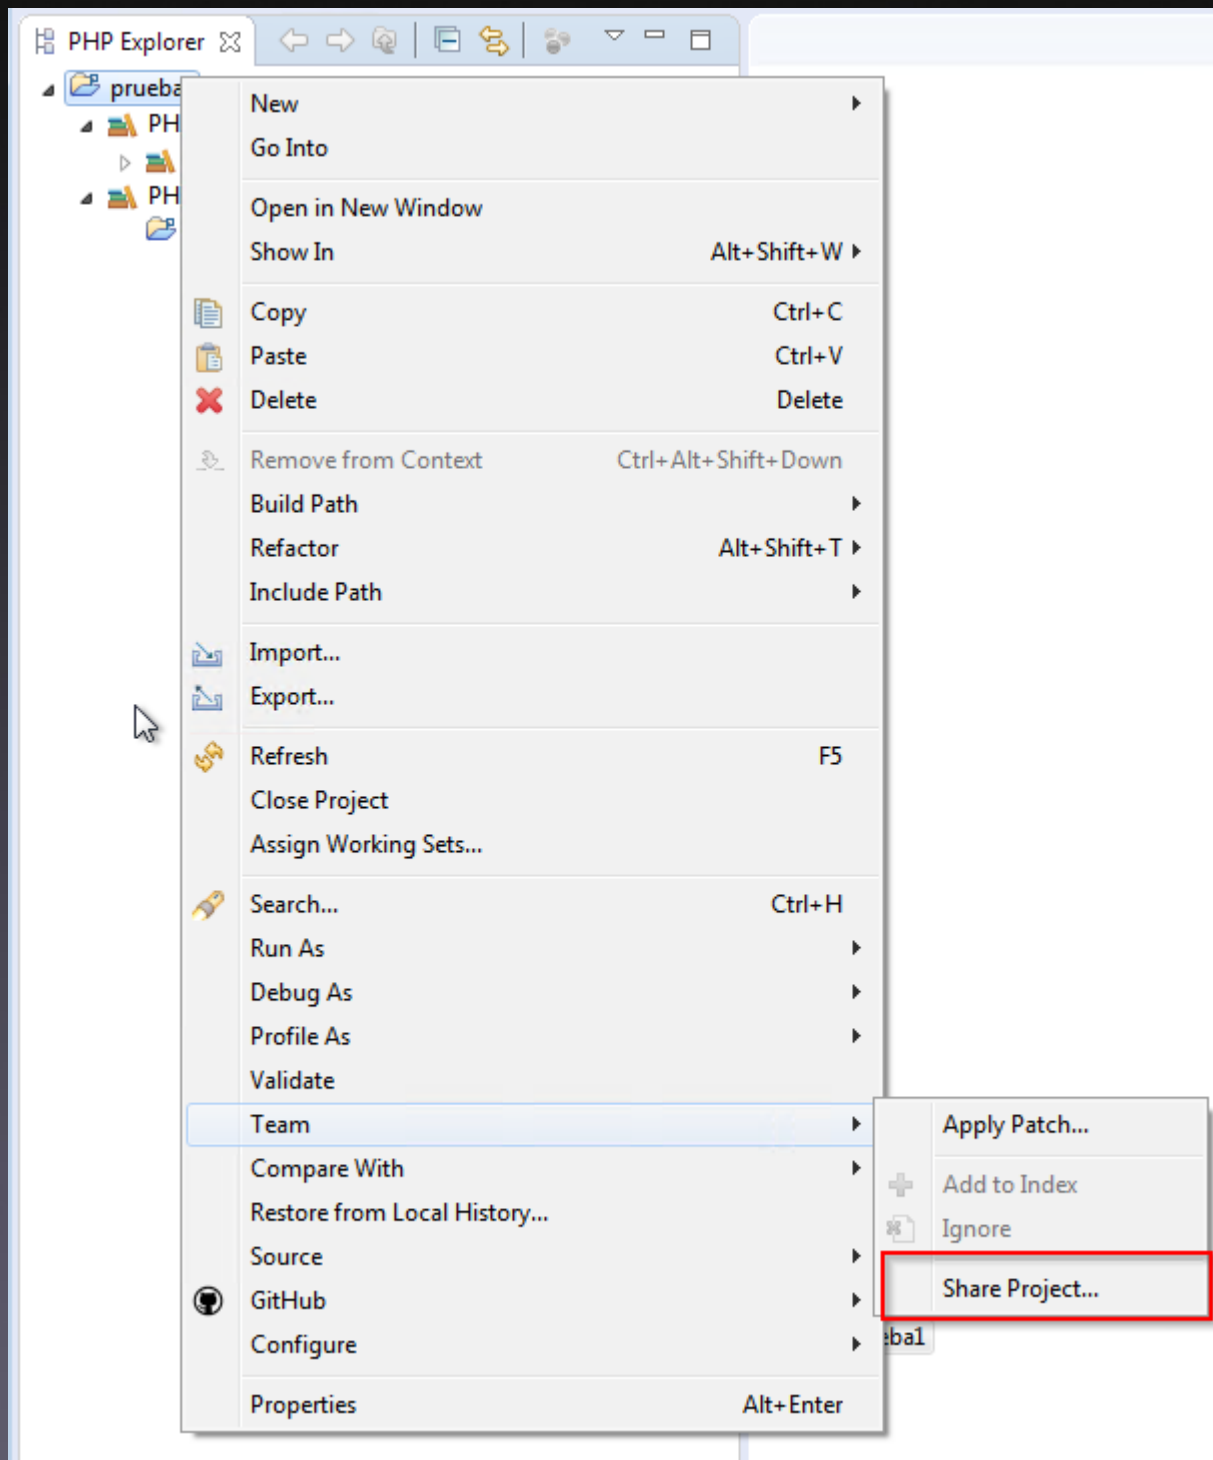 PHP Explorer
prueba
PH
PH
New
Go Into
Open in New Window
Show In Alt+Shift+W
Copy Ctrl+C
Paste Ctrl+V
Delete Delete
Remove from Context Ctrl+Alt+Shift+Down
Build Path
Refactor Alt+Shift+T
Include Path
Import...
Export...
Refresh F5
Close Project
Assign Working Sets...
Search... Ctrl+H
Run As
Debug As
Profile As
Validate
Team
Compare With
Restore from Local History...
Source
GitHub
Configure
Properties Alt+Enter
Apply Patch...
Add to Index
Ignore
Share Project...
eba1